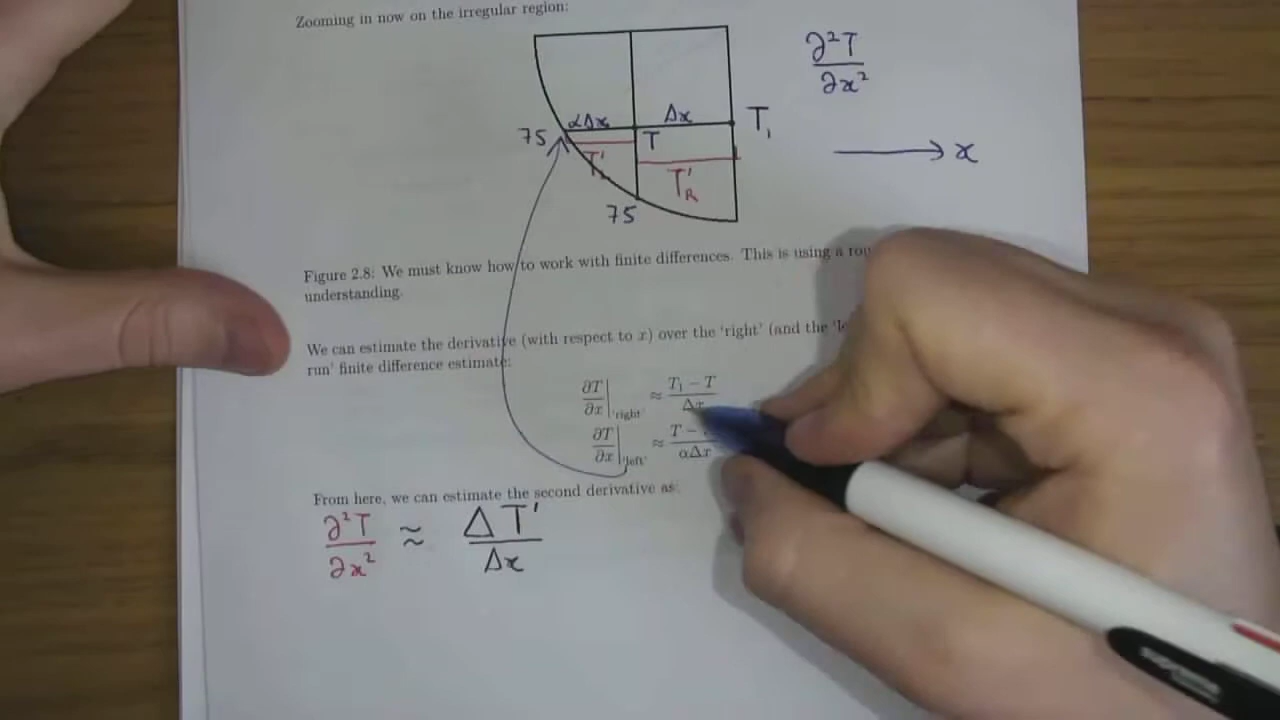 Zooming in now on the irregular region:
∂²T
∂x²
αΔx Δx
75 T T₁
T'R
75
x
Figure 2.8: We must know how to work with finite differences. This is using a
understanding.
We can estimate the derivative (with respect to x) over the 'right' (and the
run' finite difference estimate:
∂T/∂x|'right' ≈ (T₁ − T)/Δx
∂T/∂x|'left' ≈ T − / αΔx
From here, we can estimate the second derivative as:
∂²T/∂x² ≈ ΔT'/Δx